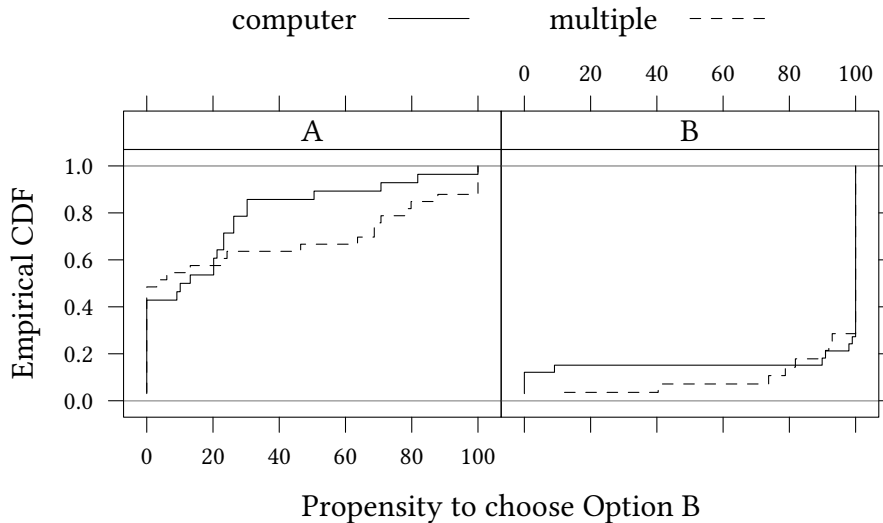 computer multiple
0 20 40 60 80 100
A B
1.0
0.8
0.6
0.4
0.2
0.0
Empirical CDF
0 20 40 60 80 100
Propensity to choose Option B